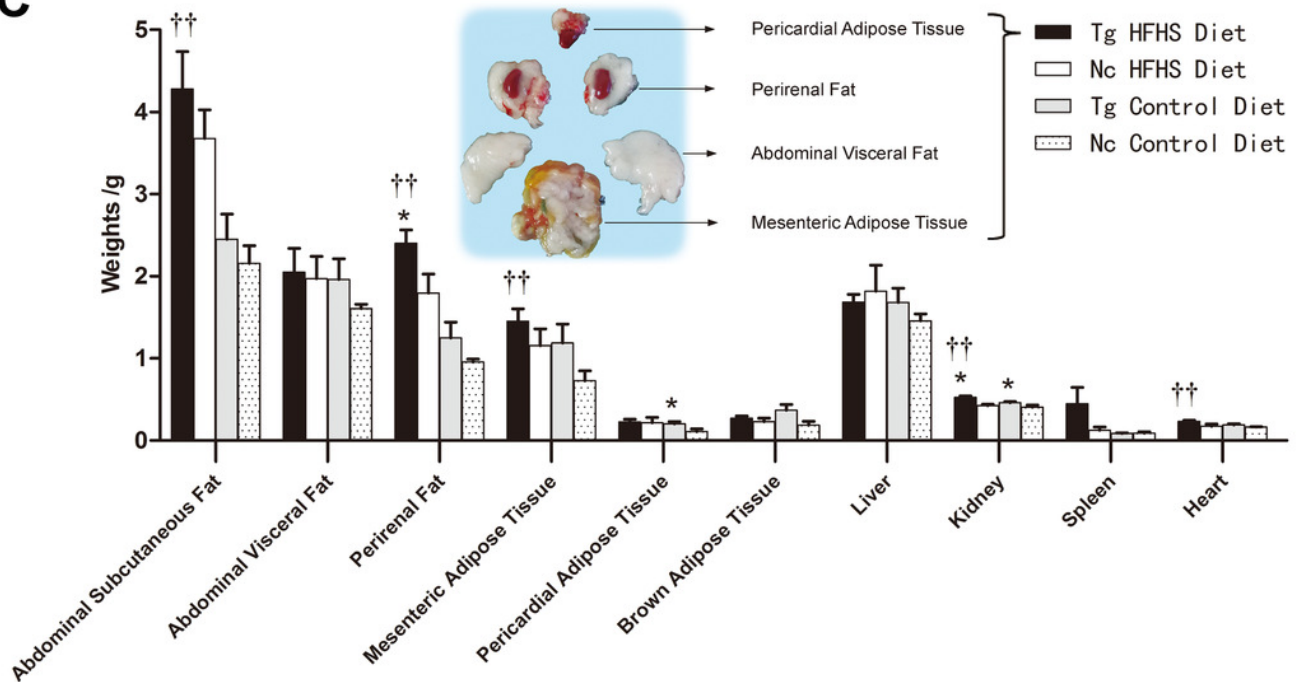 C
††
5
4
3
2
1
0
Weights /g
Pericardial Adipose Tissue
Perirenal Fat
Abdominal Visceral Fat
Mesenteric Adipose Tissue
Tg HFHS Diet
Nc HFHS Diet
Tg Control Diet
Nc Control Diet
††
*
††
*
††
*
*
††
Abdominal Subcutaneous Fat
Abdominal Visceral Fat
Perirenal Fat
Mesenteric Adipose Tissue
Pericardial Adipose Tissue
Brown Adipose Tissue
Liver
Kidney
Spleen
Heart